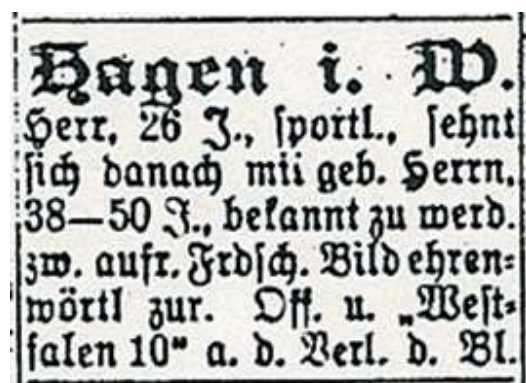 Hagen i. W.
Herr, 26 J., sportl., sehnt
sich danach mii geb. Herrn,
38—50 J., bekannt zu werd.
zw. aufr. Frdsch. Bild ehren=
wörtl zur. Off. u. „West=
falen 10“ a. d. Verl. d. Bl.